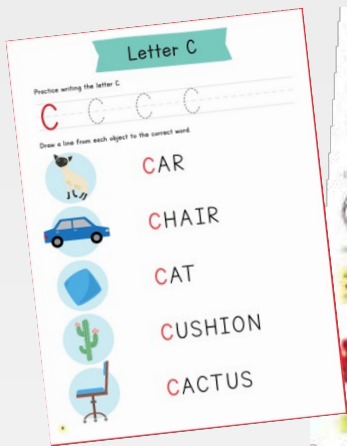 Letter C
Practice writing the letter C.
C C C C
Draw a line from each object to the correct word.
CAR
CHAIR
CAT
CUSHION
CACTUS